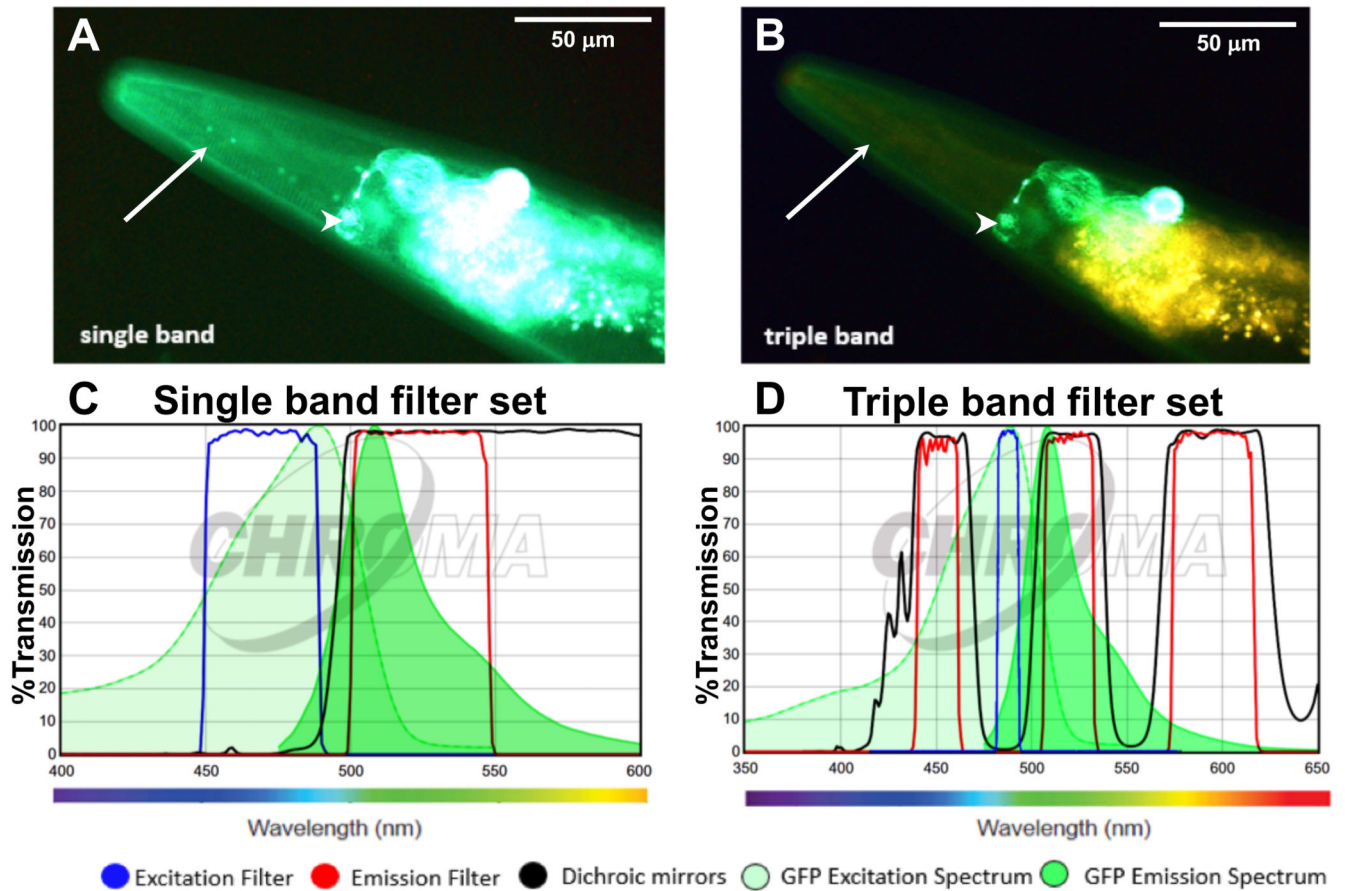 A
50 μm
single band
B
50 μm
triple band
C Single band filter set
%Transmission
100
90
80
70
60
50
40
30
20
10
0
CHROMA
400 450 500 550 600
Wavelength (nm)
D Triple band filter set
%Transmission
100
90
80
70
60
50
40
30
20
10
0
CHROMA
350 400 450 500 550 600 650
Wavelength (nm)
Excitation Filter Emission Filter Dichroic mirrors GFP Excitation Spectrum GFP Emission Spectrum